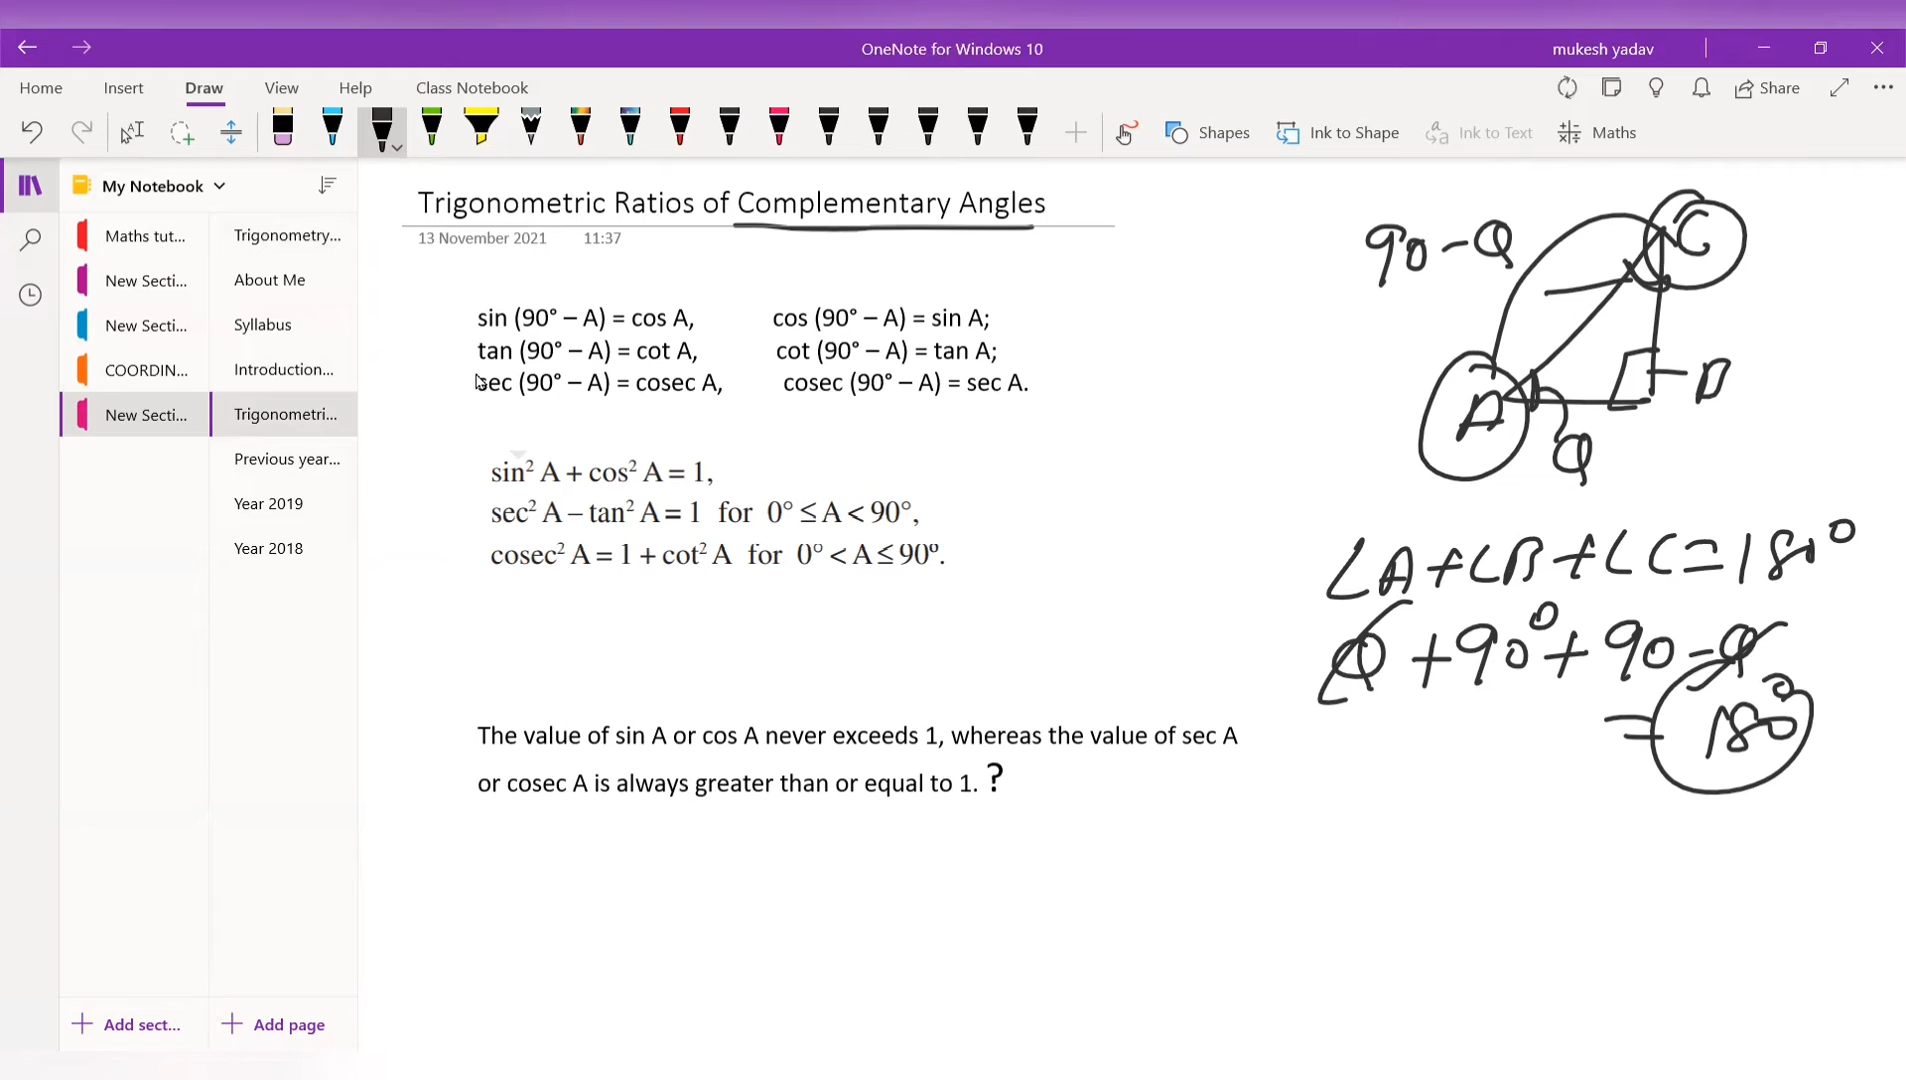 OneNote for Windows 10
mukesh yadav
Home Insert Draw View Help Class Notebook
Share
Shapes
Ink to Shape
Ink to Text
Maths
My Notebook
Maths tut...
New Secti...
New Secti...
COORDIN...
New Secti...
Add sect...
Trigonometry...
About Me
Syllabus
Introduction...
Trigonometri...
Previous year...
Year 2019
Year 2018
Add page
Trigonometric Ratios of Complementary Angles
13 November 2021 11:37
sin (90° – A) = cos A, cos (90° – A) = sin A;
tan (90° – A) = cot A, cot (90° – A) = tan A;
sec (90° – A) = cosec A, cosec (90° – A) = sec A.
sin² A + cos² A = 1,
sec² A – tan² A = 1 for 0° ≤ A < 90°,
cosec² A = 1 + cot² A for 0° < A ≤ 90º.
The value of sin A or cos A never exceeds 1, whereas the value of sec A
or cosec A is always greater than or equal to 1. ?
90 - θ
C
A
B
θ
∠A + ∠B + ∠C = 180°
θ + 90° + 90 - θ
= 180°